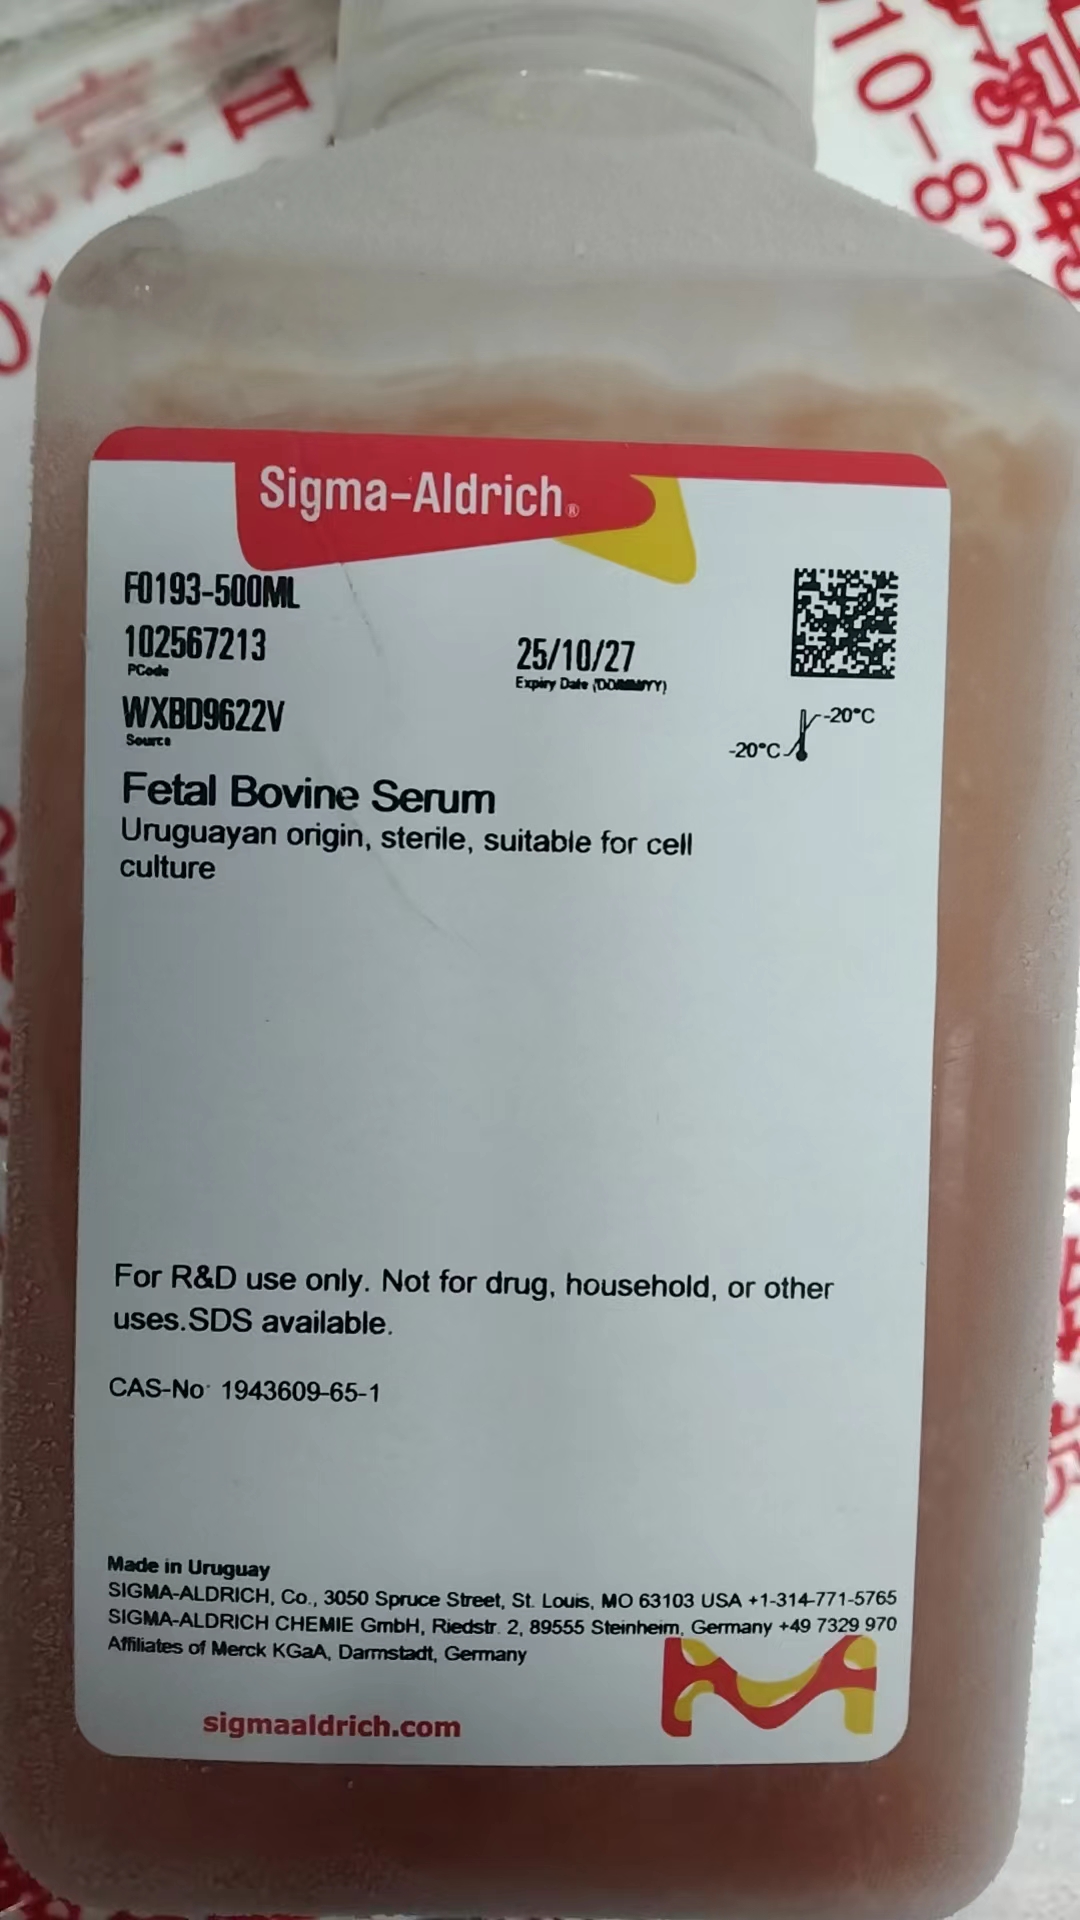 Sigma-Aldrich®
F0193-500ML
102567213
PCode
25/10/27
Expiry Date (DD/MM/YY)
WXBD9622V
Source
-20°C
-20°C
Fetal Bovine Serum
Uruguayan origin, sterile, suitable for cell
culture
For R&D use only. Not for drug, household, or other
uses.SDS available.
CAS-No: 1943609-65-1
Made in Uruguay
SIGMA-ALDRICH, Co., 3050 Spruce Street, St. Louis, MO 63103 USA +1-314-771-5765
SIGMA-ALDRICH CHEMIE GmbH, Riedstr. 2, 89555 Steinheim, Germany +49 7329 970
Affiliates of Merck KGaA, Darmstadt, Germany
sigmaaldrich.com